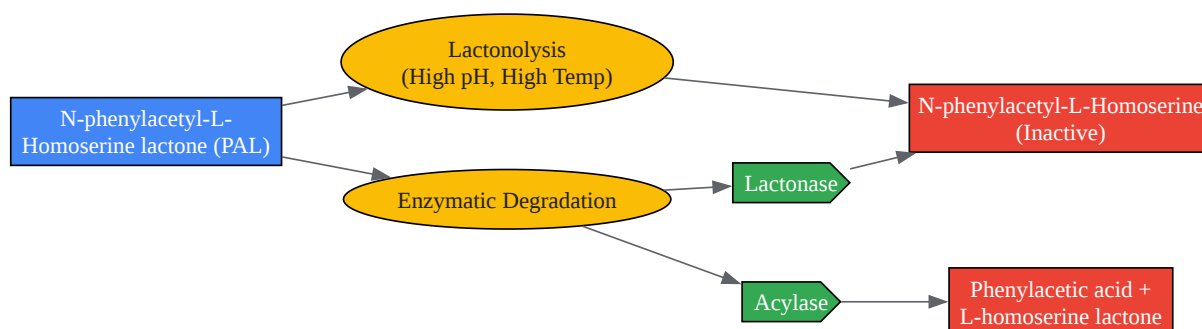 N-phenylacetyl-L-
Homoserine lactone (PAL)
Lactonolysis
(High pH, High Temp)
Enzymatic Degradation
Lactonase
Acylase
N-phenylacetyl-L-Homoserine
(Inactive)
Phenylacetic acid +
L-homoserine lactone